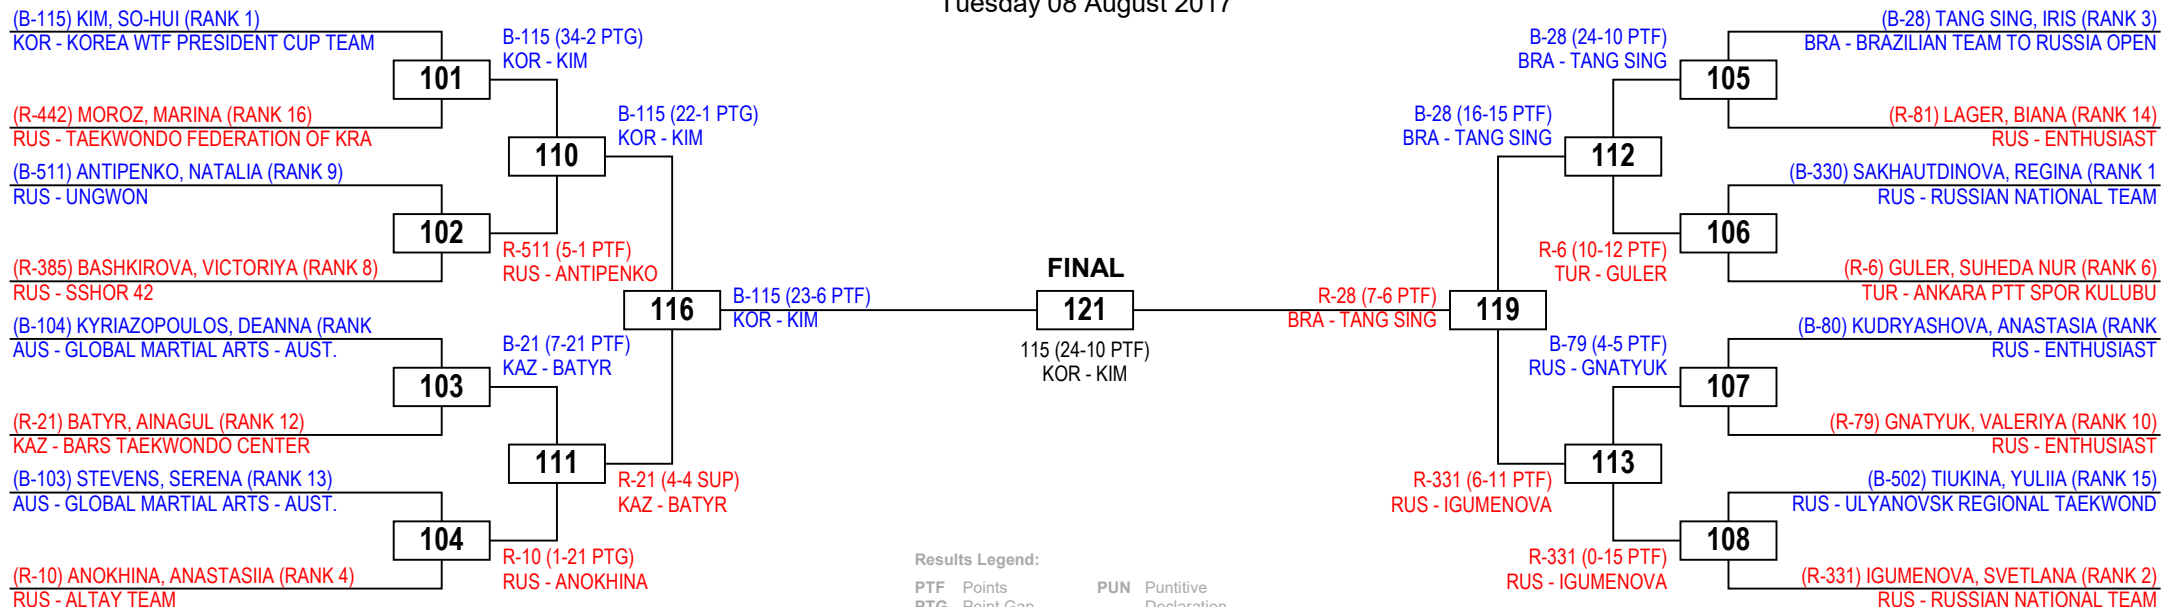 Tuesday 08 August 2017
(B-115) KIM, SO-HUI (RANK 1)
KOR - KOREA WTF PRESIDENT CUP TEAM
101
(R-442) MOROZ, MARINA (RANK 16)
RUS - TAEKWONDO FEDERATION OF KRA
(B-511) ANTIPENKO, NATALIA (RANK 9)
RUS - UNGWON
102
(R-385) BASHKIROVA, VICTORIYA (RANK 8)
RUS - SSHOR 42
(B-104) KYRIAZOPOULOS, DEANNA (RANK
AUS - GLOBAL MARTIAL ARTS - AUST.
103
(R-21) BATYR, AINAGUL (RANK 12)
KAZ - BARS TAEKWONDO CENTER
(B-103) STEVENS, SERENA (RANK 13)
AUS - GLOBAL MARTIAL ARTS - AUST.
104
(R-10) ANOKHINA, ANASTASIIA (RANK 4)
RUS - ALTAY TEAM
B-115 (34-2 PTG)
KOR - KIM
110
R-511 (5-1 PTF)
RUS - ANTIPENKO
B-21 (7-21 PTF)
KAZ - BATYR
111
R-10 (1-21 PTG)
RUS - ANOKHINA
B-115 (22-1 PTG)
KOR - KIM
116
R-21 (4-4 SUP)
KAZ - BATYR
B-115 (23-6 PTF)
KOR - KIM
FINAL
121
115 (24-10 PTF)
KOR - KIM
R-28 (7-6 PTF)
BRA - TANG SING
B-28 (16-15 PTF)
BRA - TANG SING
119
R-331 (6-11 PTF)
RUS - IGUMENOVA
B-28 (24-10 PTF)
BRA - TANG SING
112
R-6 (10-12 PTF)
TUR - GULER
B-79 (4-5 PTF)
RUS - GNATYUK
113
R-331 (0-15 PTF)
RUS - IGUMENOVA
(B-28) TANG SING, IRIS (RANK 3)
BRA - BRAZILIAN TEAM TO RUSSIA OPEN
105
(R-81) LAGER, BIANA (RANK 14)
RUS - ENTHUSIAST
(B-330) SAKHAUTDINOVA, REGINA (RANK 1
RUS - RUSSIAN NATIONAL TEAM
106
(R-6) GULER, SUHEDA NUR (RANK 6)
TUR - ANKARA PTT SPOR KULUBU
(B-80) KUDRYASHOVA, ANASTASIA (RANK
RUS - ENTHUSIAST
107
(R-79) GNATYUK, VALERIYA (RANK 10)
RUS - ENTHUSIAST
(B-502) TIUKINA, YULIIA (RANK 15)
RUS - ULYANOVSK REGIONAL TAEKWOND
108
(R-331) IGUMENOVA, SVETLANA (RANK 2)
RUS - RUSSIAN NATIONAL TEAM
Results Legend:
PTF Points PUN Puntitive
PTG Point Gap Declaration